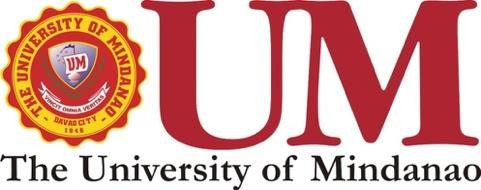 THE UNIVERSITY OF MINDANAO
UM
VINCIT OMNIA VERITAS
DAVAO CITY
1946
UM
The University of Mindanao